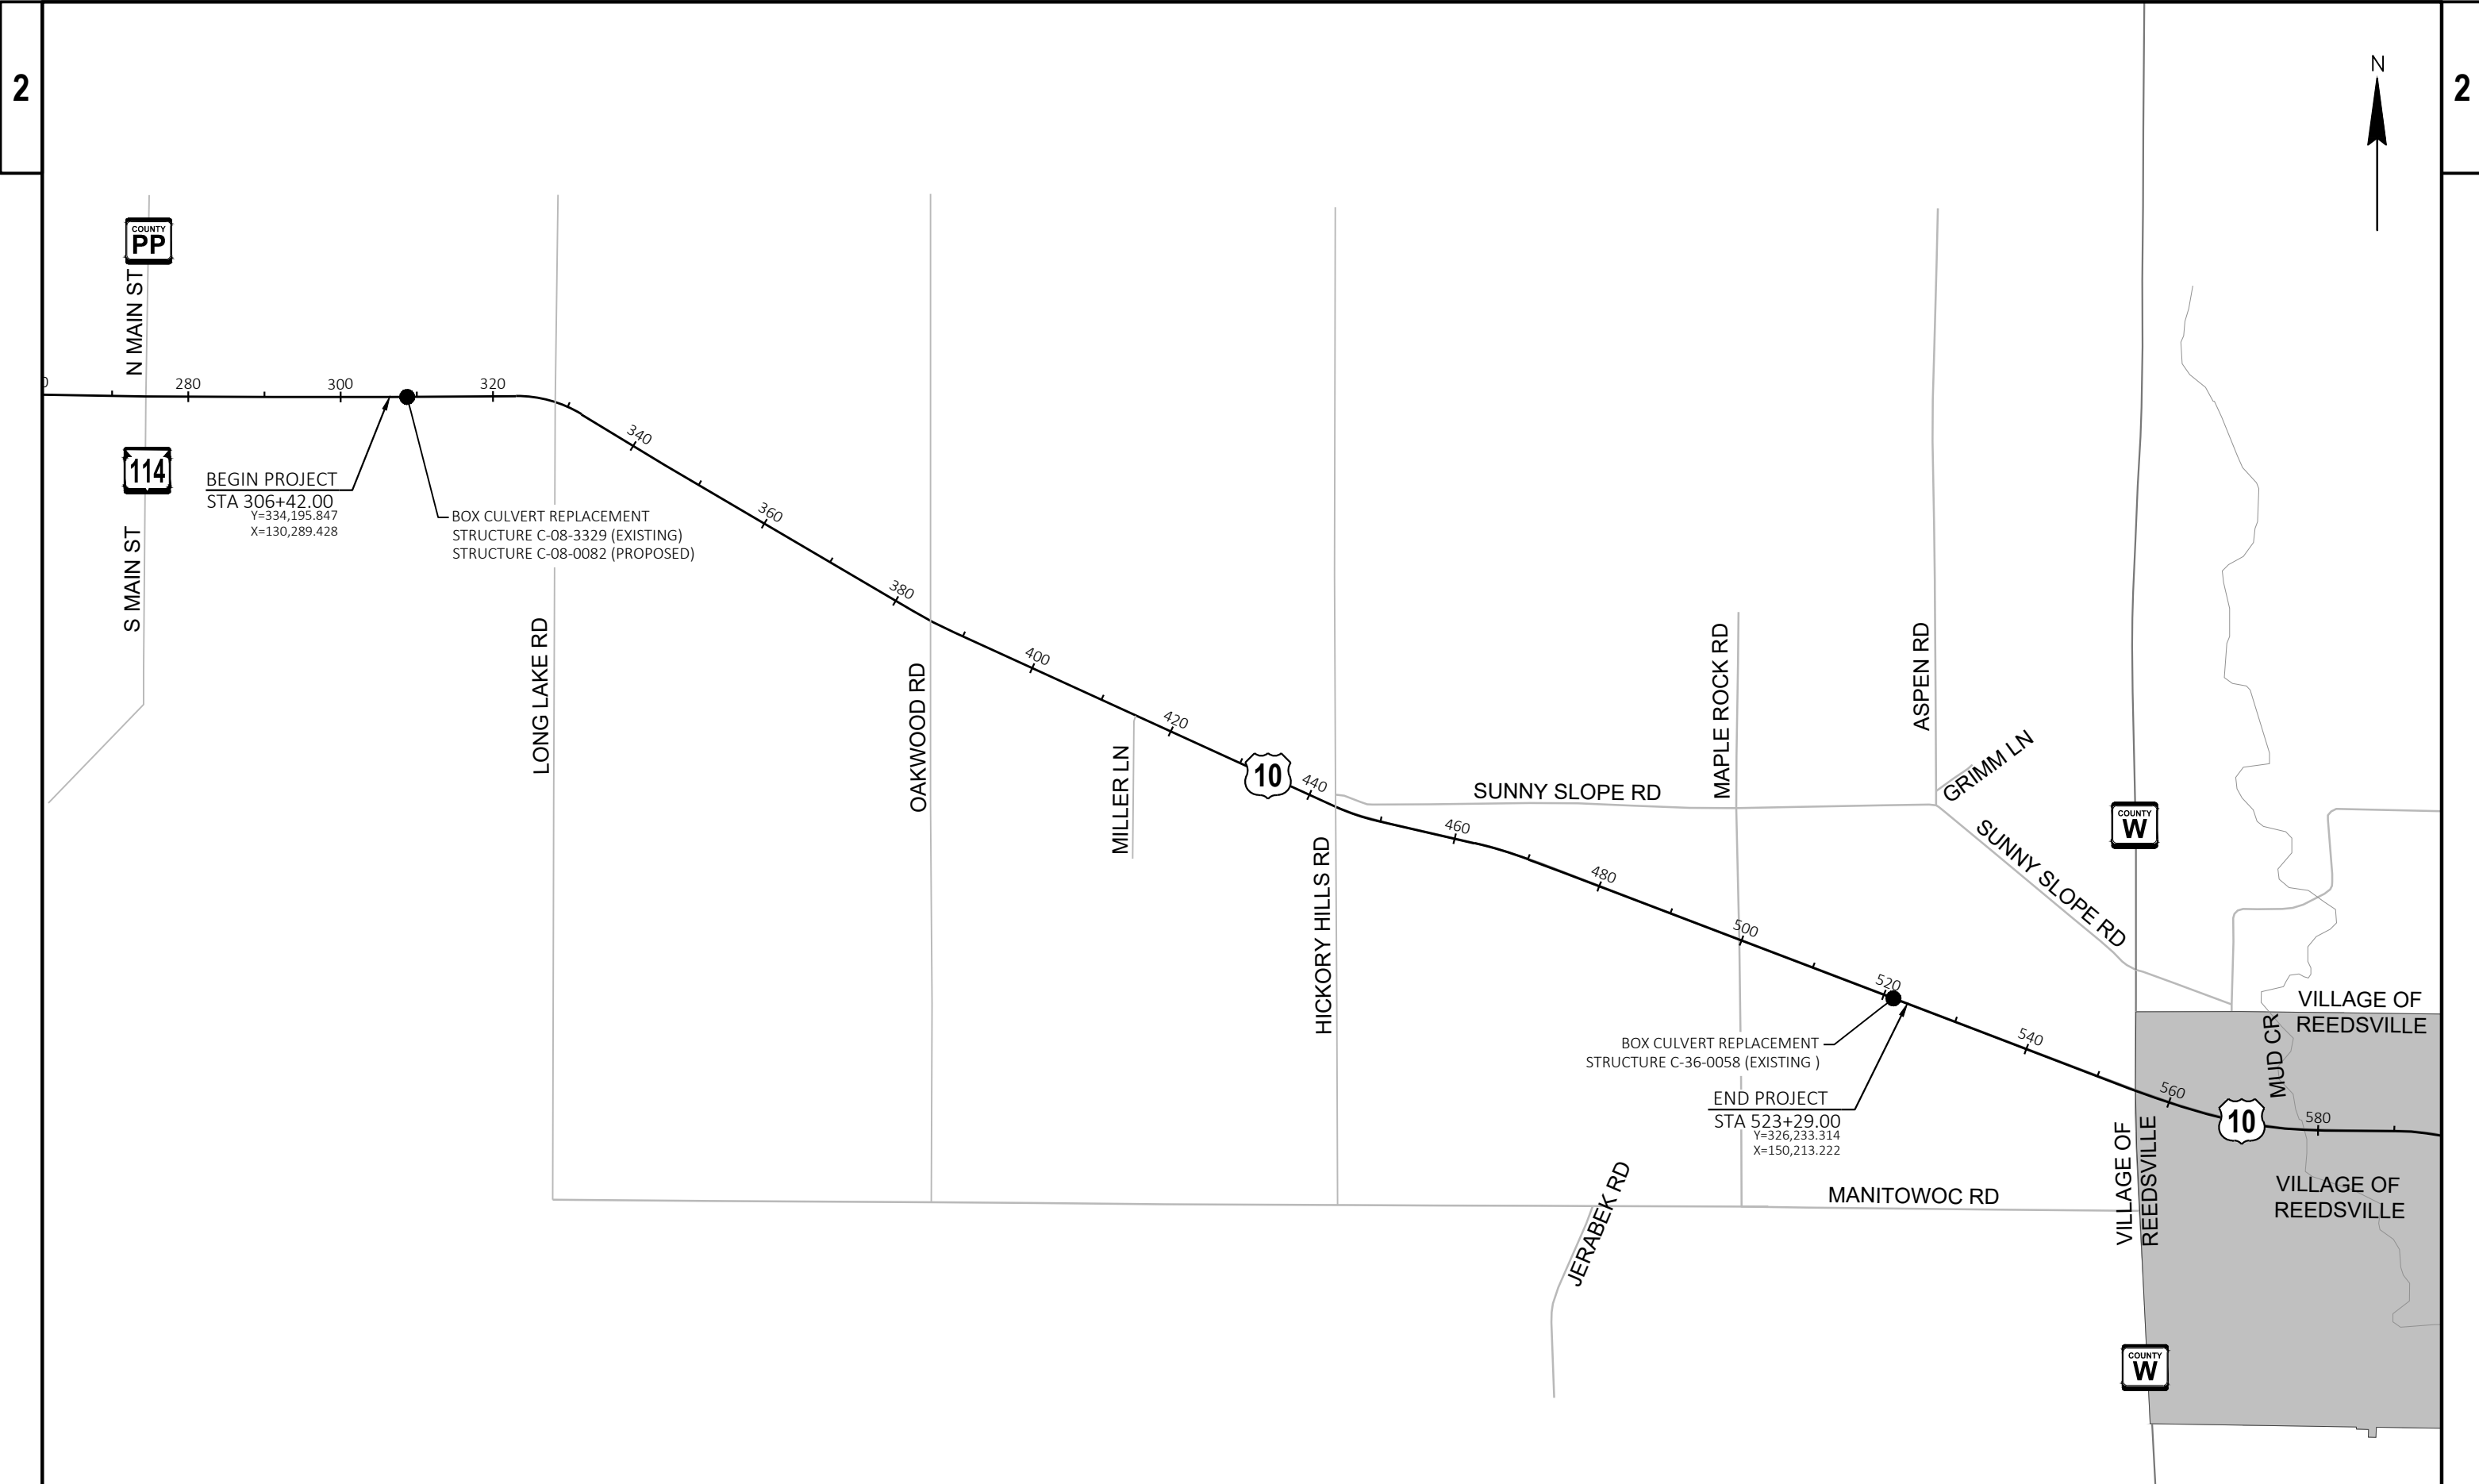 2
2
N
COUNTY
PP
N MAIN ST
280
300
320
340
114
BEGIN PROJECT
STA 306+42.00
Y=334,195.847
X=130,289.428
BOX CULVERT REPLACEMENT
STRUCTURE C-08-3329 (EXISTING)
STRUCTURE C-08-0082 (PROPOSED)
S MAIN ST
360
380
LONG LAKE RD
OAKWOOD RD
400
420
MILLER LN
10
440
HICKORY HILLS RD
SUNNY SLOPE RD
MAPLE ROCK RD
ASPEN RD
GRIMM LN
SUNNY SLOPE RD
COUNTY
W
460
480
500
520
BOX CULVERT REPLACEMENT
STRUCTURE C-36-0058 (EXISTING )
END PROJECT
STA 523+29.00
Y=326,233.314
X=150,213.222
540
560
10
580
VILLAGE OF
REEDSVILLE
MUD CR
VILLAGE OF
REEDSVILLE
VILLAGE OF
REEDSVILLE
MANITOWOC RD
JERABEK RD
COUNTY
W